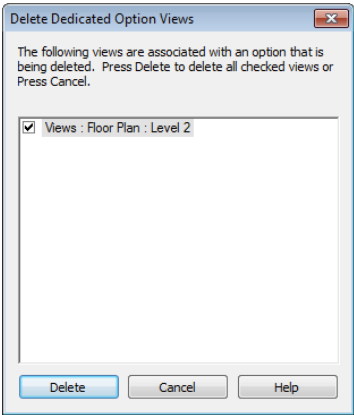 Delete Dedicated Option Views
The following views are associated with an option that is
being deleted. Press Delete to delete all checked views or
Press Cancel.
Views : Floor Plan : Level 2
Delete
Cancel
Help